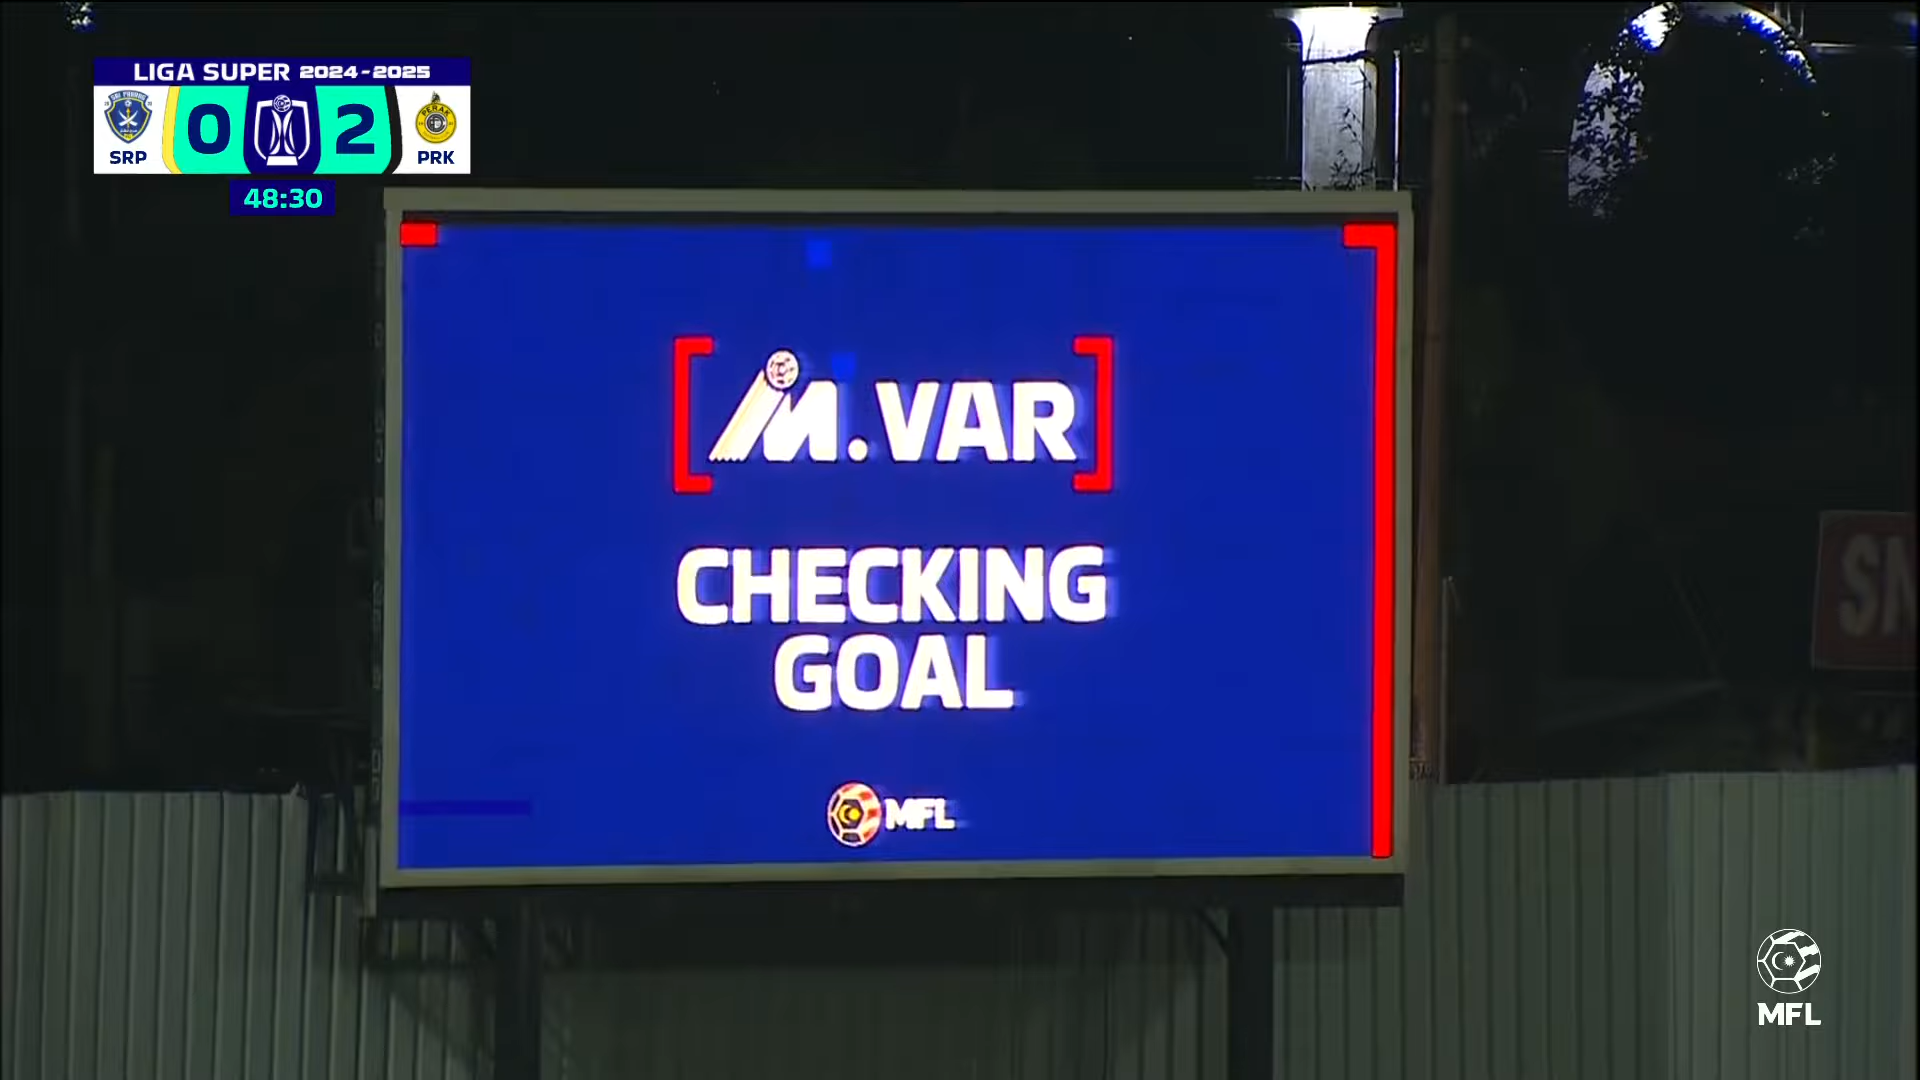 LIGA SUPER 2024-2025
0 2
SRP PRK
48:30
M.VAR
CHECKING
GOAL
MFL
MFL